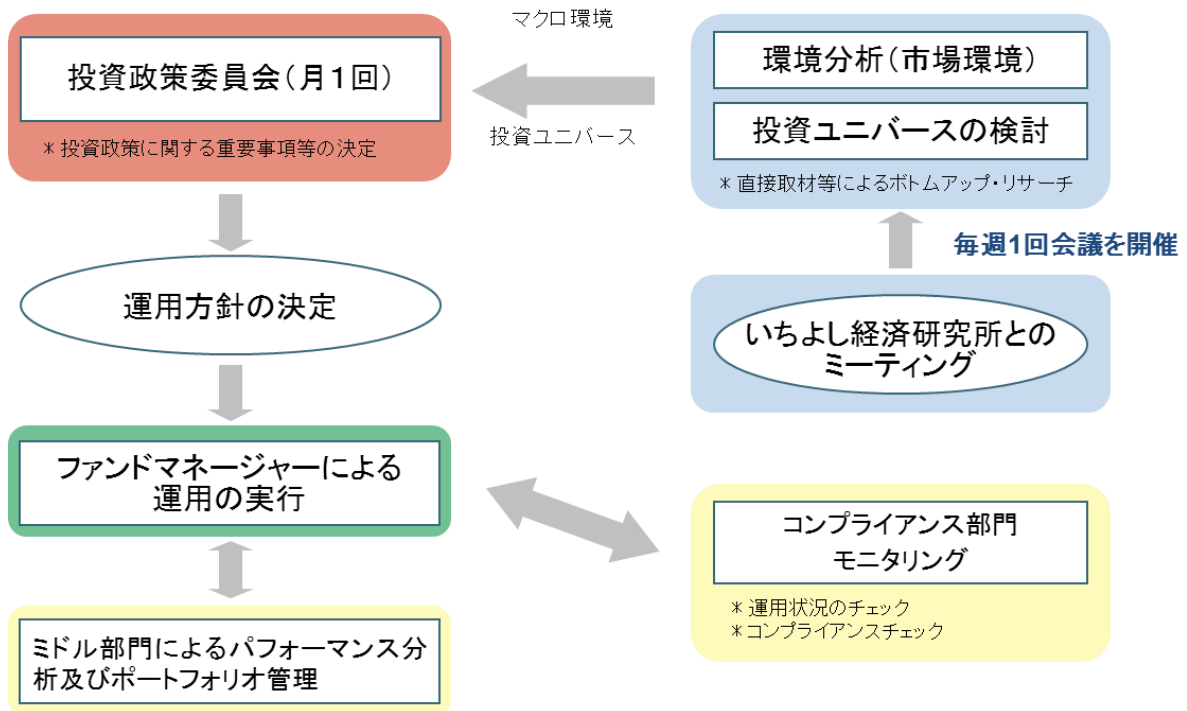 マクロ環境
投資政策委員会(月1回)
＊投資政策に関する重要事項等の決定
投資ユニバース
環境分析(市場環境)
投資ユニバースの検討
＊直接取材等によるボトムアップ・リサーチ
毎週1回会議を開催
いちよし経済研究所との
ミーティング
運用方針の決定
ファンドマネージャーによる
運用の実行
コンプライアンス部門
モニタリング
＊運用状況のチェック
＊コンプライアンスチェック
ミドル部門によるパフォーマンス分
析及びポートフォリオ管理